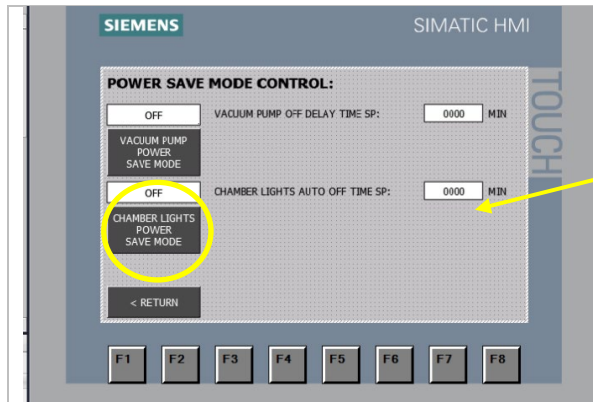 SIEMENS
SIMATIC HMI
TOUCH
POWER SAVE MODE CONTROL:
OFF
VACUUM PUMP OFF DELAY TIME SP:
0000
MIN
VACUUM PUMP
POWER
SAVE MODE
OFF
CHAMBER LIGHTS AUTO OFF TIME SP:
0000
MIN
CHAMBER LIGHTS
POWER
SAVE MODE
< RETURN
F1
F2
F3
F4
F5
F6
F7
F8